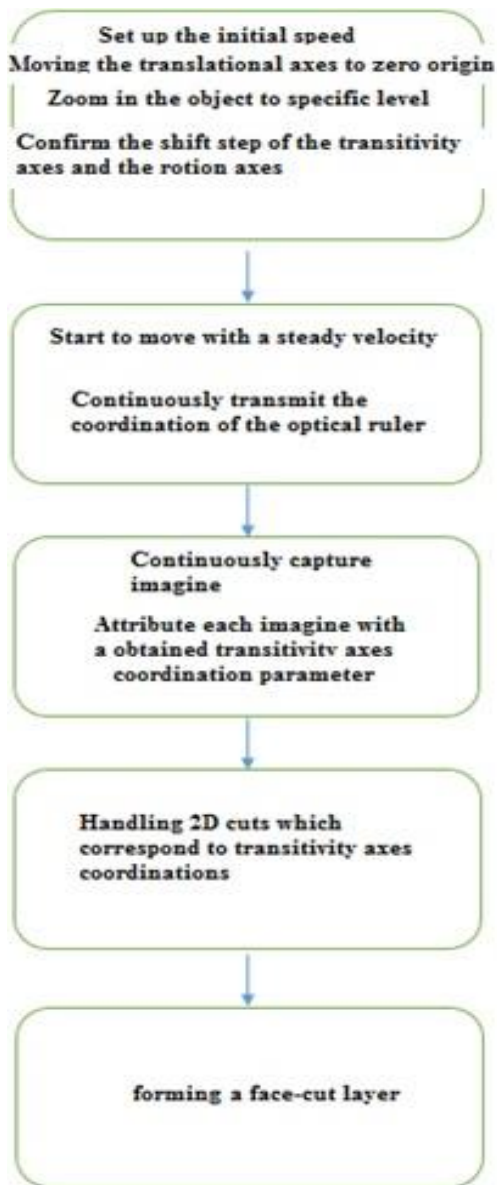 Set up the initial speed
Moving the translational axes to zero origin
Zoom in the object to specific level
Confirm the shift step of the transitivity
axes and the rotion axes
Start to move with a steady velocity
Continuously transmit the
coordination of the optical ruler
Continuously capture
imagine
Attribute each imagine with
a obtained transitivity axes
coordination parameter
Handling 2D cuts which
correspond to transitivity axes
coordinations
forming a face-cut layer